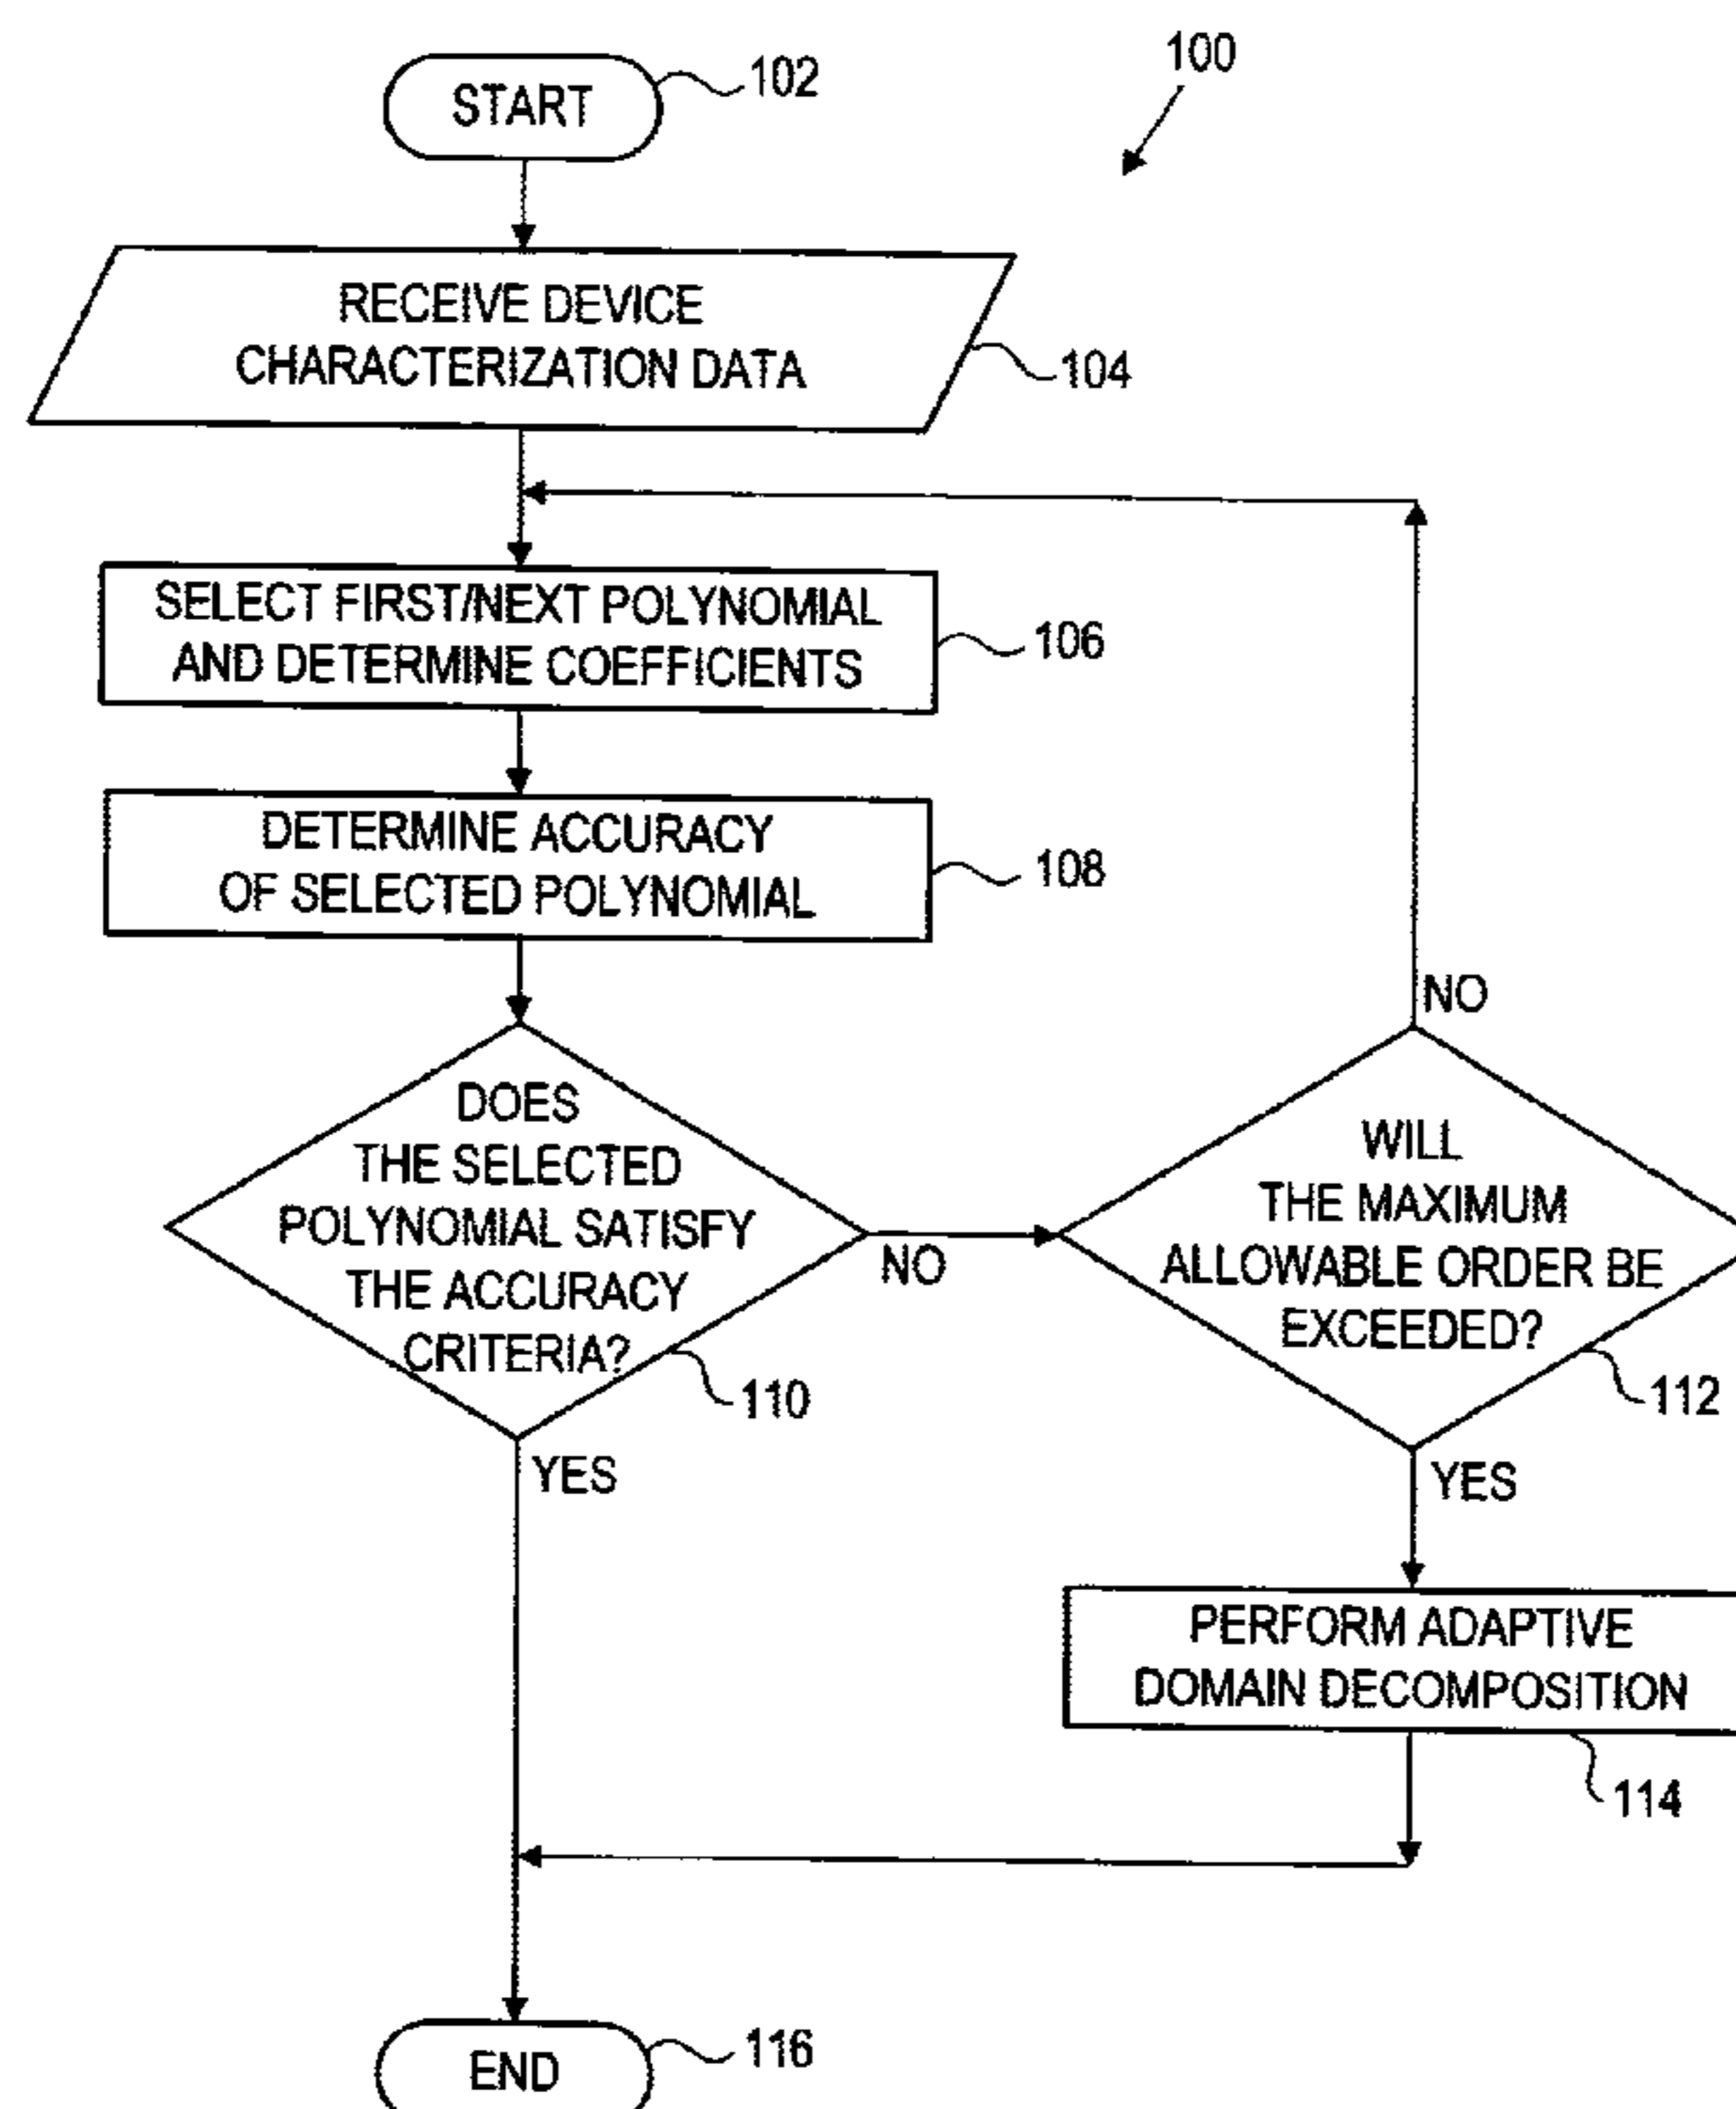 100
START
102
RECEIVE DEVICE
CHARACTERIZATION DATA
104
SELECT FIRST/NEXT POLYNOMIAL
AND DETERMINE COEFFICIENTS
106
DETERMINE ACCURACY
OF SELECTED POLYNOMIAL
108
DOES
THE SELECTED
POLYNOMIAL SATISFY
THE ACCURACY
CRITERIA?
110
NO
YES
WILL
THE MAXIMUM
ALLOWABLE ORDER BE
EXCEEDED?
112
NO
YES
PERFORM ADAPTIVE
DOMAIN DECOMPOSITION
114
END
116